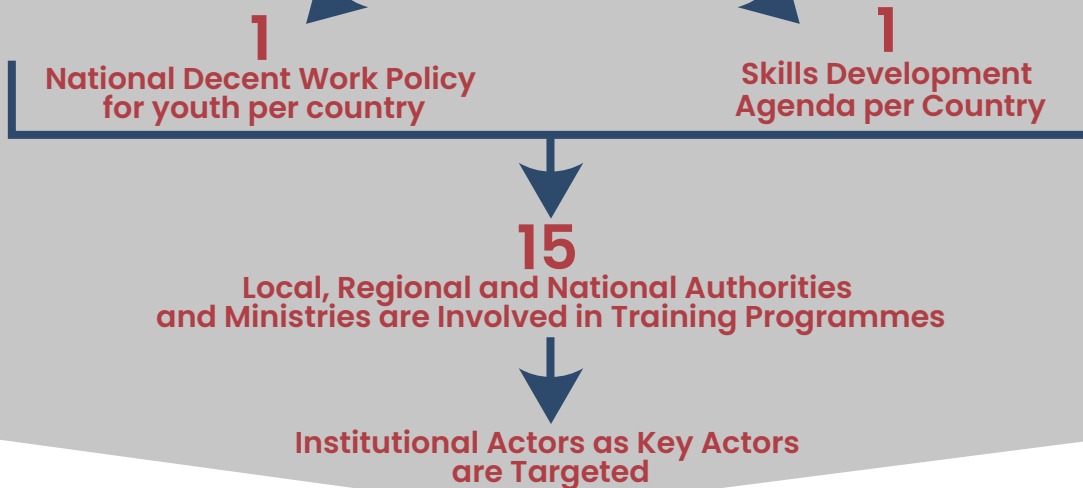 1
National Decent Work Policy
for youth per country
1
Skills Development
Agenda per Country
15
Local, Regional and National Authorities
and Ministries are Involved in Training Programmes
Institutional Actors as Key Actors
are Targeted